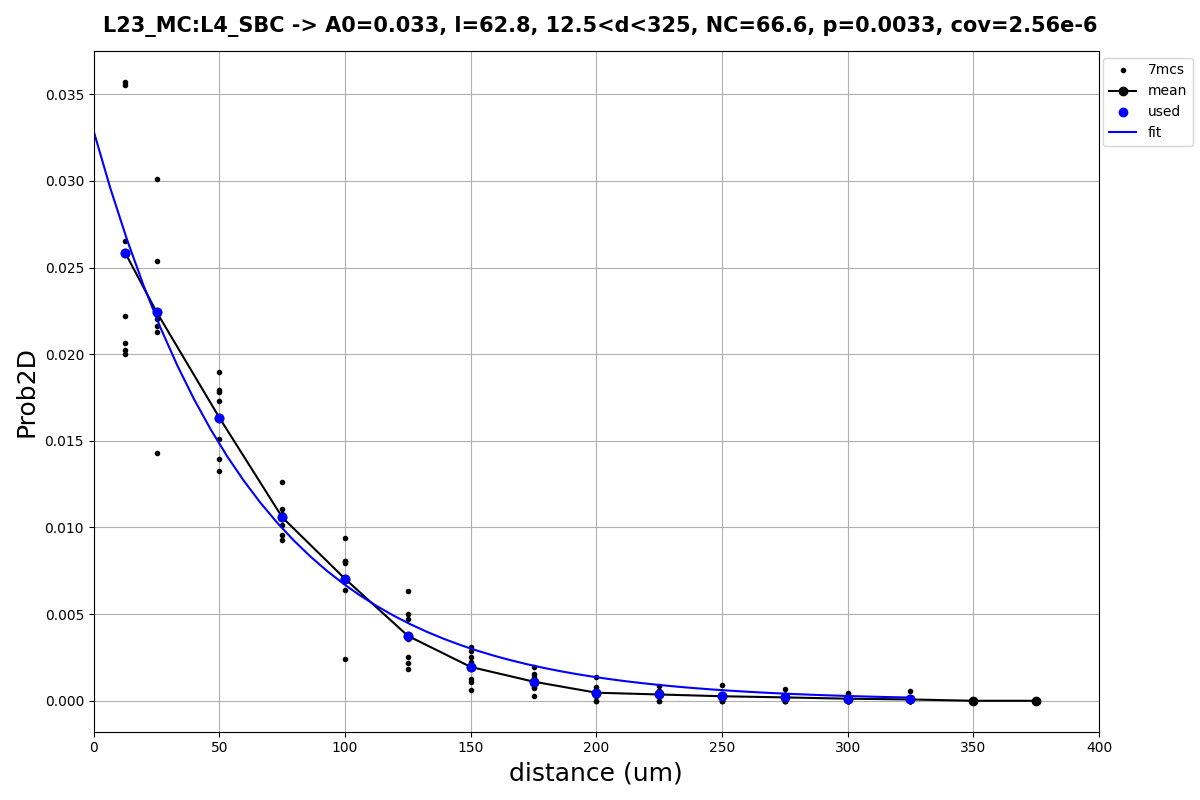 L23_MC:L4_SBC -> A0=0.033, l=62.8, 12.5<d<325, NC=66.6, p=0.0033, cov=2.56e-6
7mcs
mean
used
fit
Prob2D
0.035
0.030
0.025
0.020
0.015
0.010
0.005
0.000
0
50
100
150
200
250
300
350
400
distance (um)